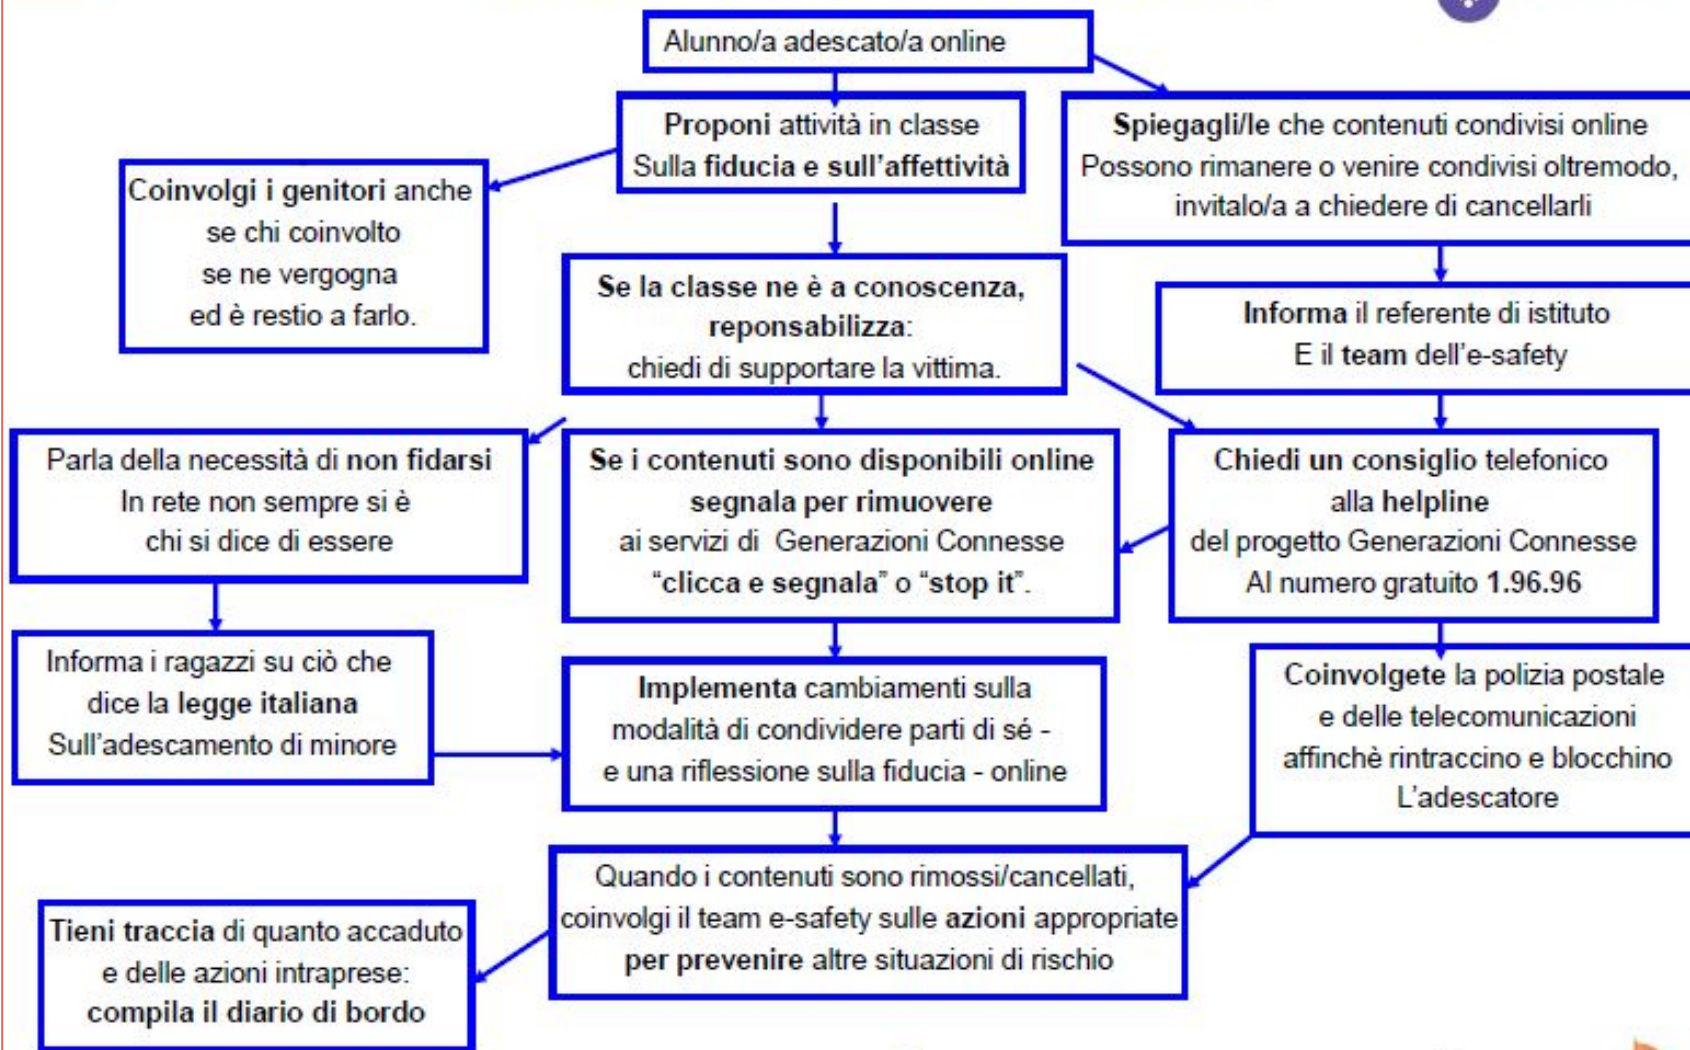 Alunno/a adescato/a online
Proponi attività in classe
Sulla fiducia e sull'affettività
Spiegagli/le che contenuti condivisi online
Possono rimanere o venire condivisi oltremodo,
invitalo/a a chiedere di cancellarli
Coinvolgi i genitori anche
se chi coinvolto
se ne vergogna
ed è restio a farlo.
Se la classe ne è a conoscenza,
reponsabilizza:
chiedi di supportare la vittima.
Informa il referente di istituto
E il team dell'e-safety
Parla della necessità di non fidarsi
In rete non sempre si è
chi si dice di essere
Se i contenuti sono disponibili online
segnala per rimuovere
ai servizi di Generazioni Connesse
“clicca e segnala” o “stop it”.
Chiedi un consiglio telefonico
alla helpline
del progetto Generazioni Connesse
Al numero gratuito 1.96.96
Informa i ragazzi su ciò che
dice la legge italiana
Sull'adescamento di minore
Implementa cambiamenti sulla
modalità di condividere parti di sé -
e una riflessione sulla fiducia - online
Coinvolgete la polizia postale
e delle telecomunicazioni
affinchè rintraccino e blocchino
L'adescatore
Quando i contenuti sono rimossi/cancellati,
coinvolgi il team e-safety sulle azioni appropriate
per prevenire altre situazioni di rischio
Tieni traccia di quanto accaduto
e delle azioni intraprese:
compila il diario di bordo